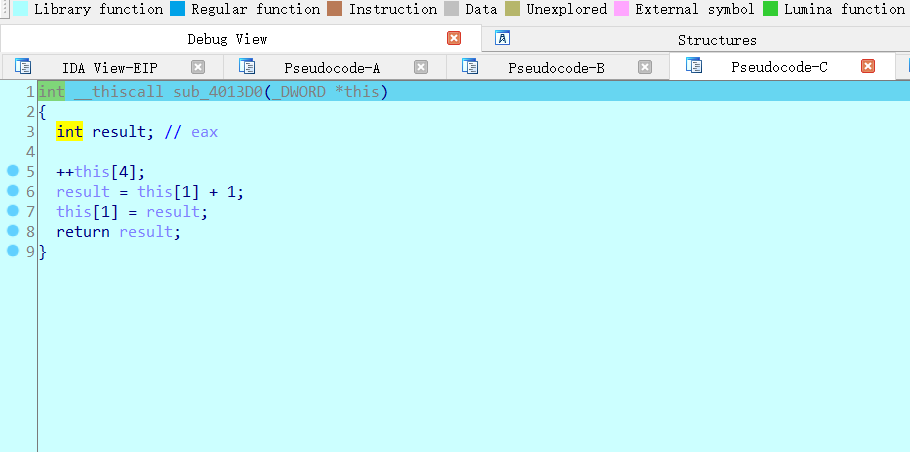 Library function Regular function Instruction Data Unexplored External symbol Lumina function
Debug View Structures
IDA View-EIP Pseudocode-A Pseudocode-B Pseudocode-C
1 int __thiscall sub_4013D0(_DWORD *this)
2 {
3 int result; // eax
4
5 ++this[4];
6 result = this[1] + 1;
7 this[1] = result;
8 return result;
9 }